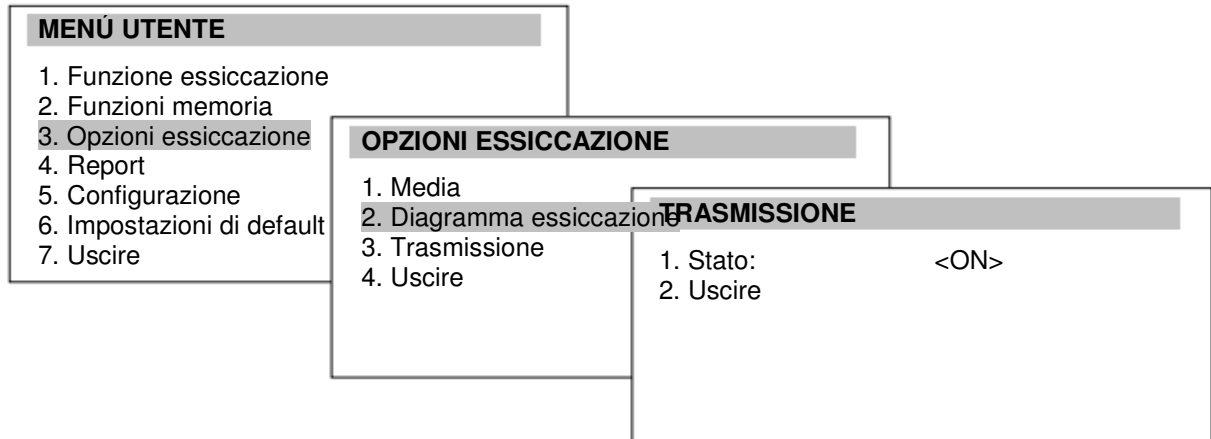 MENÚ UTENTE
1. Funzione essiccazione
2. Funzioni memoria
3. Opzioni essiccazione
4. Report
5. Configurazione
6. Impostazioni di default
7. Uscire
OPZIONI ESSICCAZIONE
1. Media
2. Diagramma essiccazione
3. Trasmissione
4. Uscire
TRASMISSIONE
1. Stato: <ON>
2. Uscire